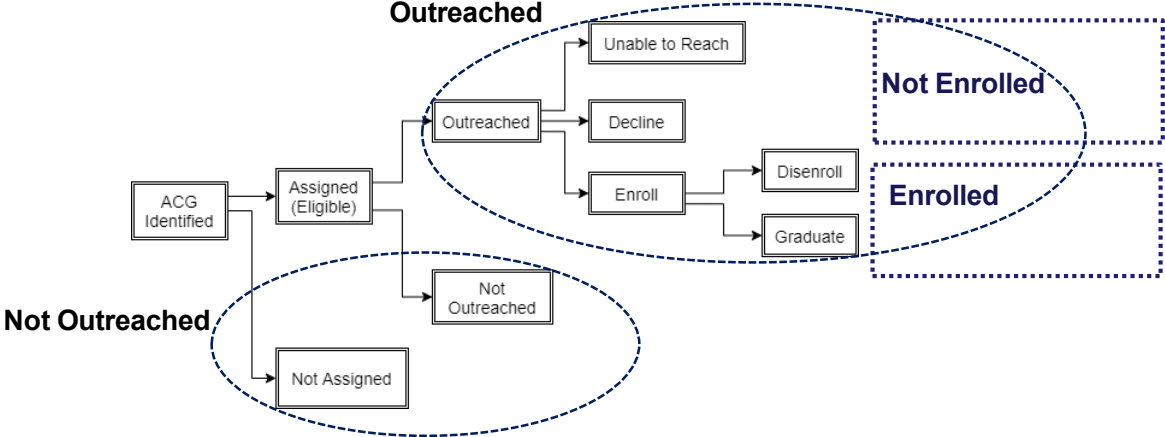 Outreached
Unable to Reach
Not Enrolled
Outreached
Decline
Disenroll
Assigned
(Eligible)
Enroll
Enrolled
ACG
Identified
Graduate
Not
Outreached
Not Outreached
Not Assigned